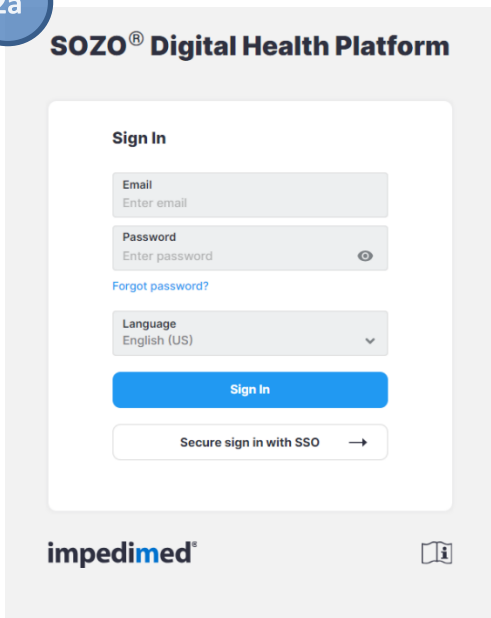 2a
SOZO® Digital Health Platform
Sign In
Email
Enter email
Password
Enter password
Forgot password?
Language
English (US)
Sign In
Secure sign in with SSO →
impedimed®
i